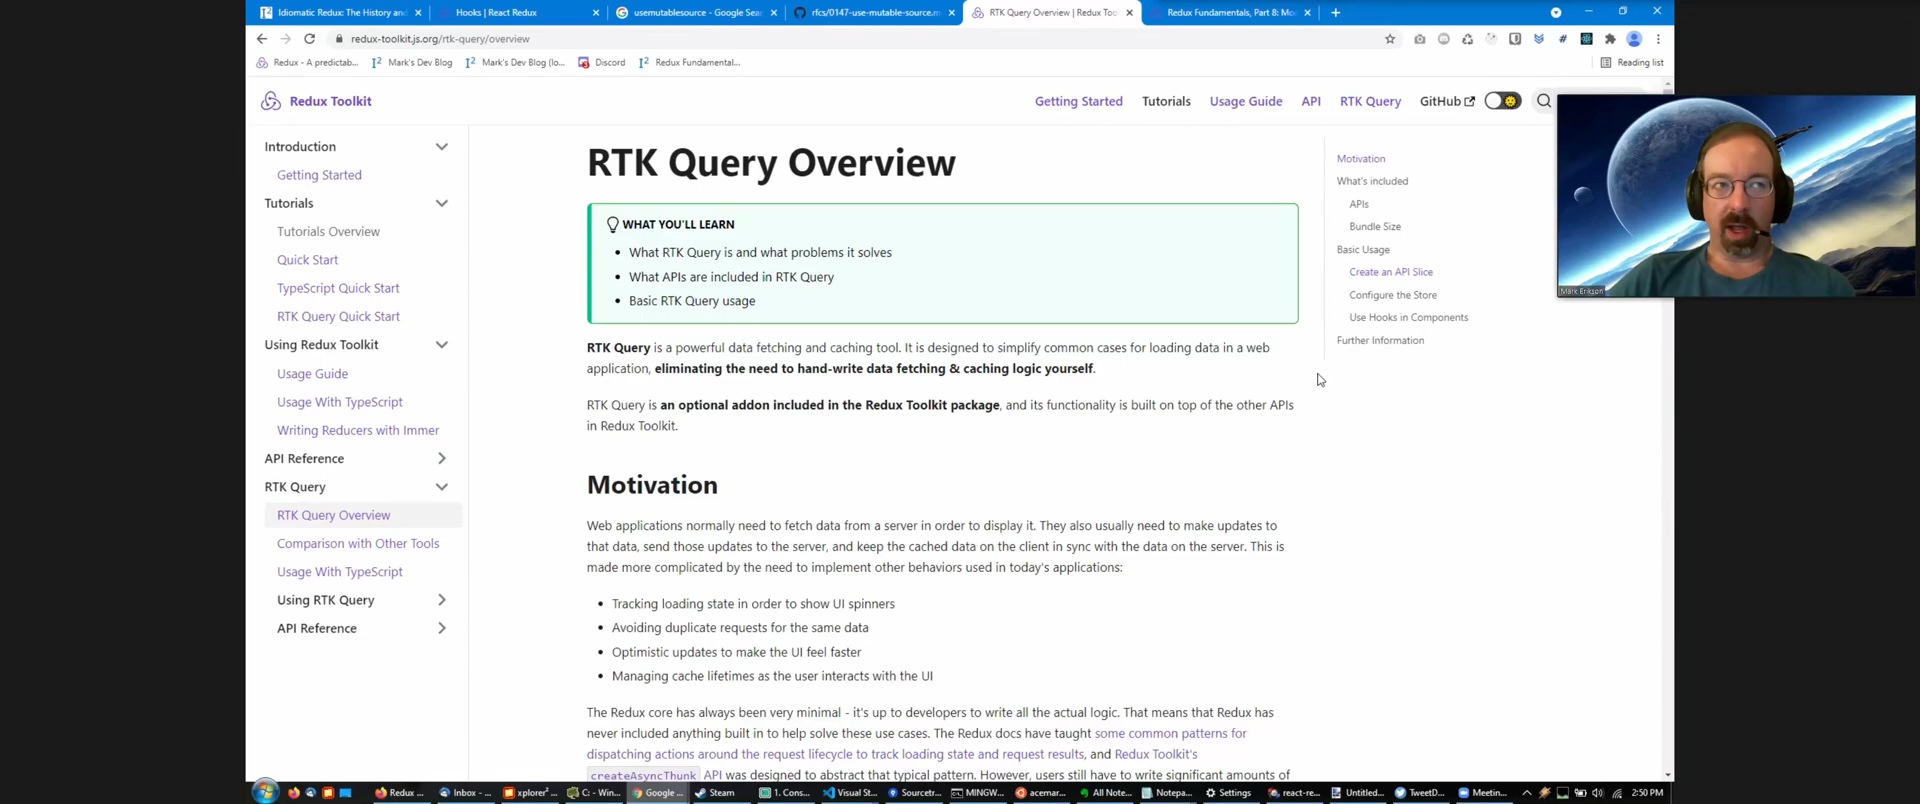 Idiomatic Redux: The History and
Hooks | React Redux
usemutablesource - Google Sea
rfcs/0147-use-mutable-source.m
RTK Query Overview | Redux Too
Redux Fundamentals, Part 8: Mo
redux-toolkit.js.org/rtk-query/overview
Redux - A predictab...
Mark's Dev Blog
Mark's Dev Blog (lo...
Discord
Redux Fundamental...
Reading list
Redux Toolkit
Getting Started
Tutorials
Usage Guide
API
RTK Query
GitHub
Introduction
Getting Started
Tutorials
Tutorials Overview
Quick Start
TypeScript Quick Start
RTK Query Quick Start
Using Redux Toolkit
Usage Guide
Usage With TypeScript
Writing Reducers with Immer
API Reference
RTK Query
RTK Query Overview
Comparison with Other Tools
Usage With TypeScript
Using RTK Query
API Reference
RTK Query Overview
WHAT YOU'LL LEARN
• What RTK Query is and what problems it solves
• What APIs are included in RTK Query
• Basic RTK Query usage
RTK Query is a powerful data fetching and caching tool. It is designed to simplify common cases for loading data in a web
application, eliminating the need to hand-write data fetching & caching logic yourself.
RTK Query is an optional addon included in the Redux Toolkit package, and its functionality is built on top of the other APIs
in Redux Toolkit.
Motivation
Web applications normally need to fetch data from a server in order to display it. They also usually need to make updates to
that data, send those updates to the server, and keep the cached data on the client in sync with the data on the server. This is
made more complicated by the need to implement other behaviors used in today's applications:
• Tracking loading state in order to show UI spinners
• Avoiding duplicate requests for the same data
• Optimistic updates to make the UI feel faster
• Managing cache lifetimes as the user interacts with the UI
The Redux core has always been very minimal - it's up to developers to write all the actual logic. That means that Redux has
never included anything built in to help solve these use cases. The Redux docs have taught some common patterns for
dispatching actions around the request lifecycle to track loading state and request results, and Redux Toolkit's
createAsyncThunk API was designed to abstract that typical pattern. However, users still have to write significant amounts of
Motivation
What's included
APIs
Bundle Size
Basic Usage
Create an API Slice
Configure the Store
Use Hooks in Components
Further Information
Mark Erikson
Redux ...
Inbox - ...
xplorer² ...
C: - Win...
Google ...
Steam
1. Cons...
Visual St...
Sourcetr...
MINGW...
acemar...
All Note...
Notepa...
Settings
react-re...
Untitled...
TweetD...
Meetin...
2:50 PM